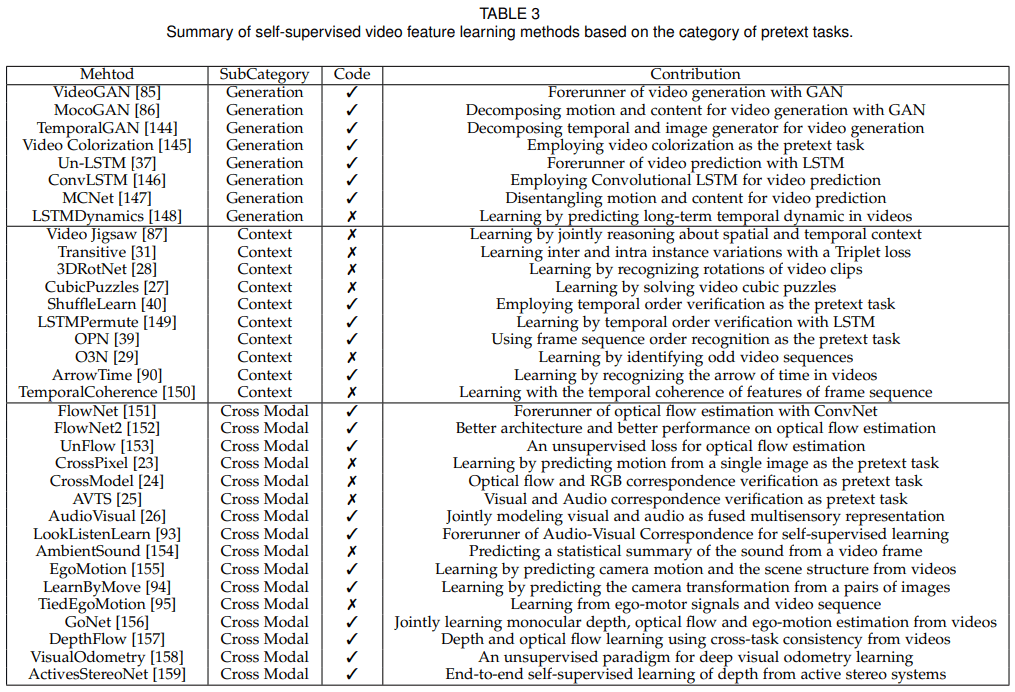 TABLE 3
Summary of self-supervised video feature learning methods based on the category of pretext tasks.
Mehtod SubCategory Code Contribution
VideoGAN [85] Generation ✓ Forerunner of video generation with GAN
MocoGAN [86] Generation ✓ Decomposing motion and content for video generation with GAN
TemporalGAN [144] Generation ✓ Decomposing temporal and image generator for video generation
Video Colorization [145] Generation ✓ Employing video colorization as the pretext task
Un-LSTM [37] Generation ✓ Forerunner of video prediction with LSTM
ConvLSTM [146] Generation ✓ Employing Convolutional LSTM for video prediction
MCNet [147] Generation ✓ Disentangling motion and content for video prediction
LSTMDynamics [148] Generation ✗ Learning by predicting long-term temporal dynamic in videos
Video Jigsaw [87] Context ✗ Learning by jointly reasoning about spatial and temporal context
Transitive [31] Context ✗ Learning inter and intra instance variations with a Triplet loss
3DRotNet [28] Context ✗ Learning by recognizing rotations of video clips
CubicPuzzles [27] Context ✗ Learning by solving video cubic puzzles
ShuffleLearn [40] Context ✓ Employing temporal order verification as the pretext task
LSTMPermute [149] Context ✓ Learning by temporal order verification with LSTM
OPN [39] Context ✓ Using frame sequence order recognition as the pretext task
O3N [29] Context ✗ Learning by identifying odd video sequences
ArrowTime [90] Context ✓ Learning by recognizing the arrow of time in videos
TemporalCoherence [150] Context ✗ Learning with the temporal coherence of features of frame sequence
FlowNet [151] Cross Modal ✓ Forerunner of optical flow estimation with ConvNet
FlowNet2 [152] Cross Modal ✓ Better architecture and better performance on optical flow estimation
UnFlow [153] Cross Modal ✓ An unsupervised loss for optical flow estimation
CrossPixel [23] Cross Modal ✗ Learning by predicting motion from a single image as the pretext task
CrossModel [24] Cross Modal ✗ Optical flow and RGB correspondence verification as pretext task
AVTS [25] Cross Modal ✗ Visual and Audio correspondence verification as pretext task
AudioVisual [26] Cross Modal ✓ Jointly modeling visual and audio as fused multisensory representation
LookListenLearn [93] Cross Modal ✓ Forerunner of Audio-Visual Correspondence for self-supervised learning
AmbientSound [154] Cross Modal ✗ Predicting a statistical summary of the sound from a video frame
EgoMotion [155] Cross Modal ✓ Learning by predicting camera motion and the scene structure from videos
LearnByMove [94] Cross Modal ✓ Learning by predicting the camera transformation from a pairs of images
TiedEgoMotion [95] Cross Modal ✗ Learning from ego-motor signals and video sequence
GoNet [156] Cross Modal ✓ Jointly learning monocular depth, optical flow and ego-motion estimation from videos
DepthFlow [157] Cross Modal ✓ Depth and optical flow learning using cross-task consistency from videos
VisualOdometry [158] Cross Modal ✓ An unsupervised paradigm for deep visual odometry learning
ActivesStereoNet [159] Cross Modal ✓ End-to-end self-supervised learning of depth from active stereo systems